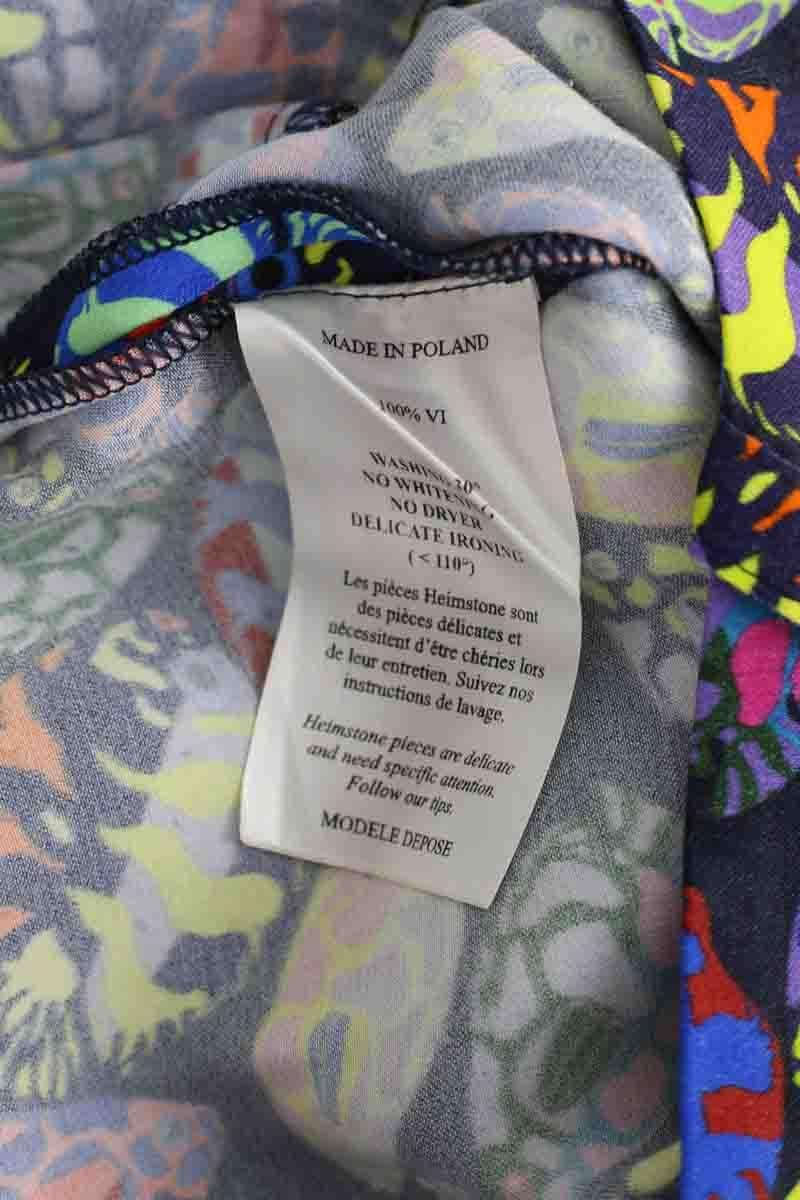 MADE IN POLAND
100% VI
WASHING 30°
NO WHITENING
NO DRYER
DELICATE IRONING
(< 110°)
Les pièces Heimstone sont
des pièces délicates et
nécessitent d'être chéries lors
de leur entretien. Suivez nos
instructions de lavage.
Heimstone pieces are delicate
and need specific attention.
Follow our tips.
MODELE DEPOSE